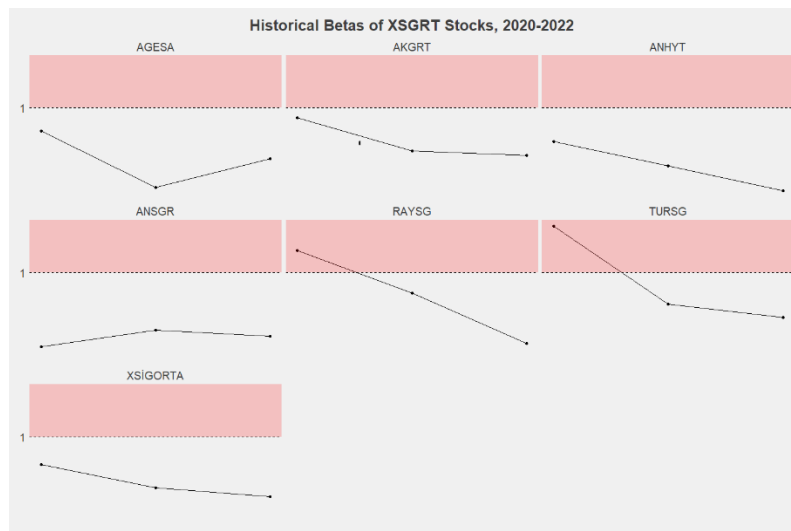 Historical Betas of XSGRT Stocks, 2020-2022
AGESA AKGRT ANHYT
1
ANSGR RAYSG TURSG
1
XSİGORTA
1